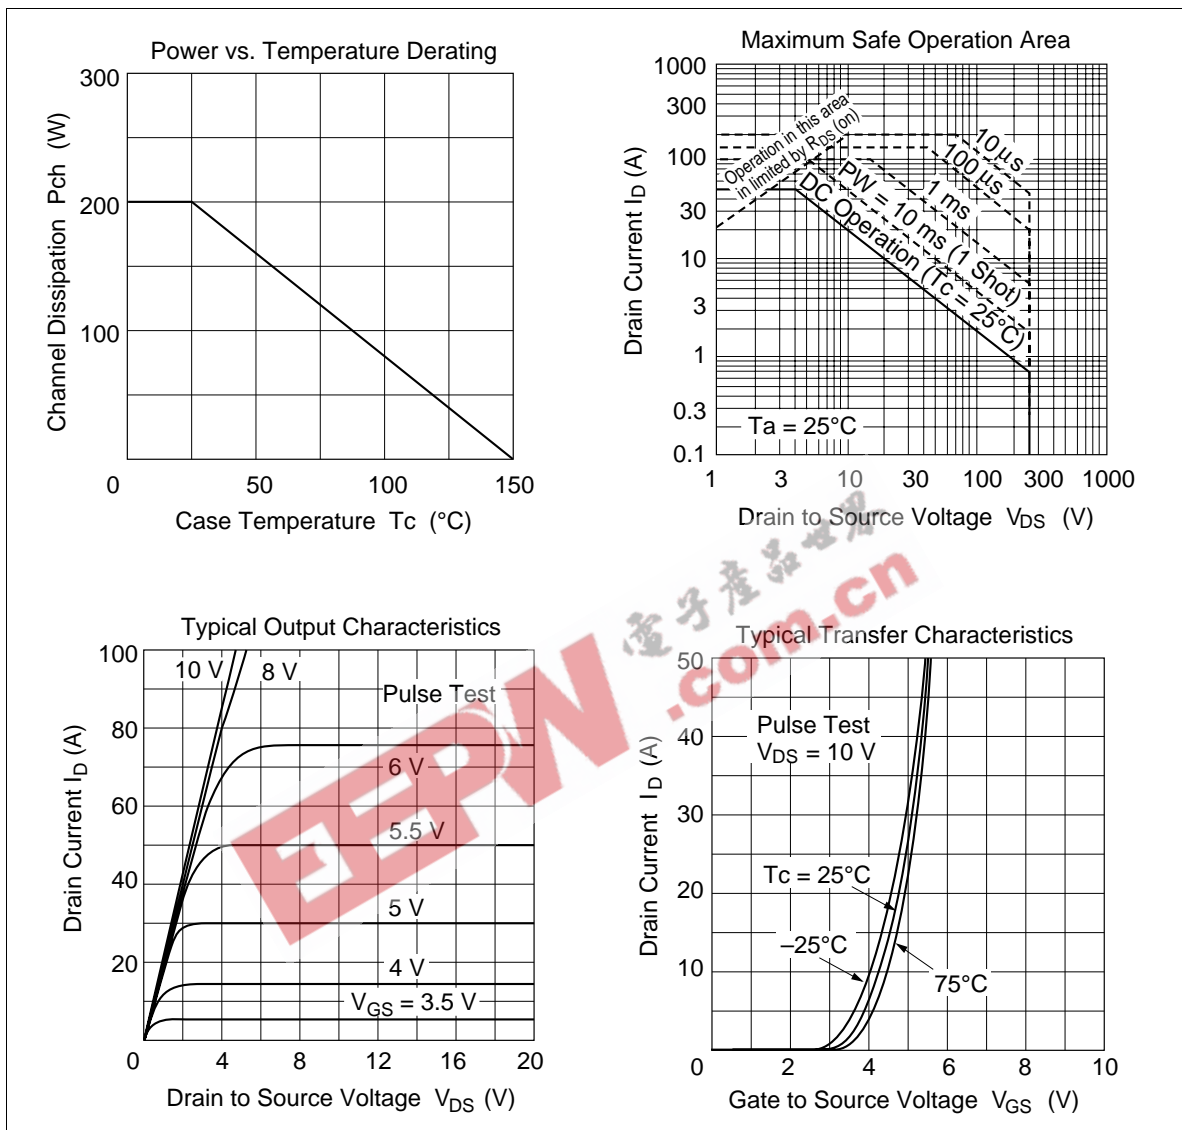 Power vs. Temperature Derating
300
200
100
0
50
100
150
Channel Dissipation Pch (W)
Case Temperature Tc (°C)
Maximum Safe Operation Area
1000
300
100
30
10
3
1
0.3
0.1
1
3
10
30
100
300
1000
Drain Current ID (A)
Drain to Source Voltage VDS (V)
Operation in this area
in limited by RDS (on)
10 µs
100 µs
1 ms
PW = 10 ms (1 Shot)
DC Operation (Tc = 25°C)
Ta = 25°C
Typical Output Characteristics
100
80
60
40
20
0
4
8
12
16
20
Drain Current ID (A)
Drain to Source Voltage VDS (V)
10 V
8 V
Pulse Test
6 V
5.5 V
5 V
4 V
VGS = 3.5 V
Typical Transfer Characteristics
50
40
30
20
10
0
2
4
6
8
10
Drain Current ID (A)
Gate to Source Voltage VGS (V)
Pulse Test
VDS = 10 V
Tc = 25°C
–25°C
75°C
EEPW
.com.cn
電子產品世界